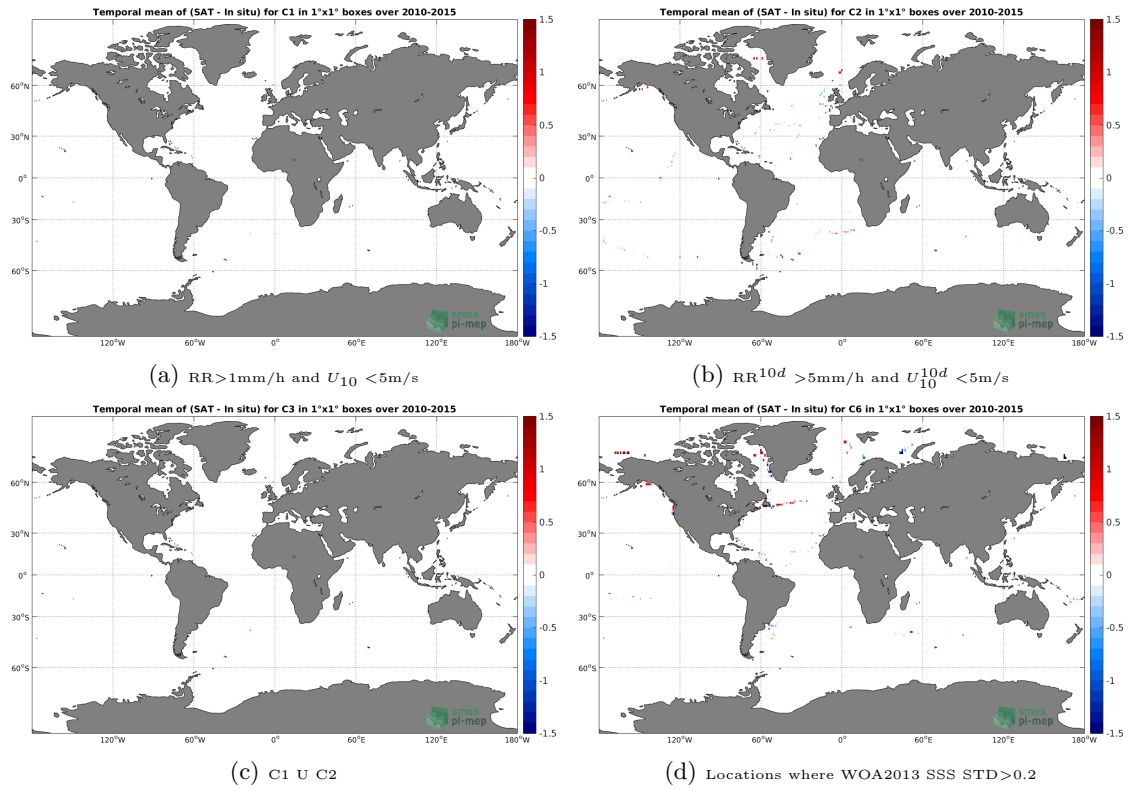 Temporal mean of (SAT - In situ) for C1 in 1°x1° boxes over 2010-2015
60°N
30°N
0°
30°S
60°S
120°W 60°W 0° 60°E 120°E 180°W
1.5
1
0.5
0
-0.5
-1
-1.5
smos
pi-mep
(a) RR>1mm/h and U10 <5m/s
Temporal mean of (SAT - In situ) for C2 in 1°x1° boxes over 2010-2015
60°N
30°N
0°
30°S
60°S
120°W 60°W 0° 60°E 120°E 180°W
1.5
1
0.5
0
-0.5
-1
-1.5
smos
pi-mep
(b) RR10d >5mm/h and U10d10 <5m/s
Temporal mean of (SAT - In situ) for C3 in 1°x1° boxes over 2010-2015
60°N
30°N
0°
30°S
60°S
120°W 60°W 0° 60°E 120°E 180°W
1.5
1
0.5
0
-0.5
-1
-1.5
smos
pi-mep
(c) C1 U C2
Temporal mean of (SAT - In situ) for C6 in 1°x1° boxes over 2010-2015
60°N
30°N
0°
30°S
60°S
120°W 60°W 0° 60°E 120°E 180°W
1.5
1
0.5
0
-0.5
-1
-1.5
smos
pi-mep
(d) Locations where WOA2013 SSS STD>0.2